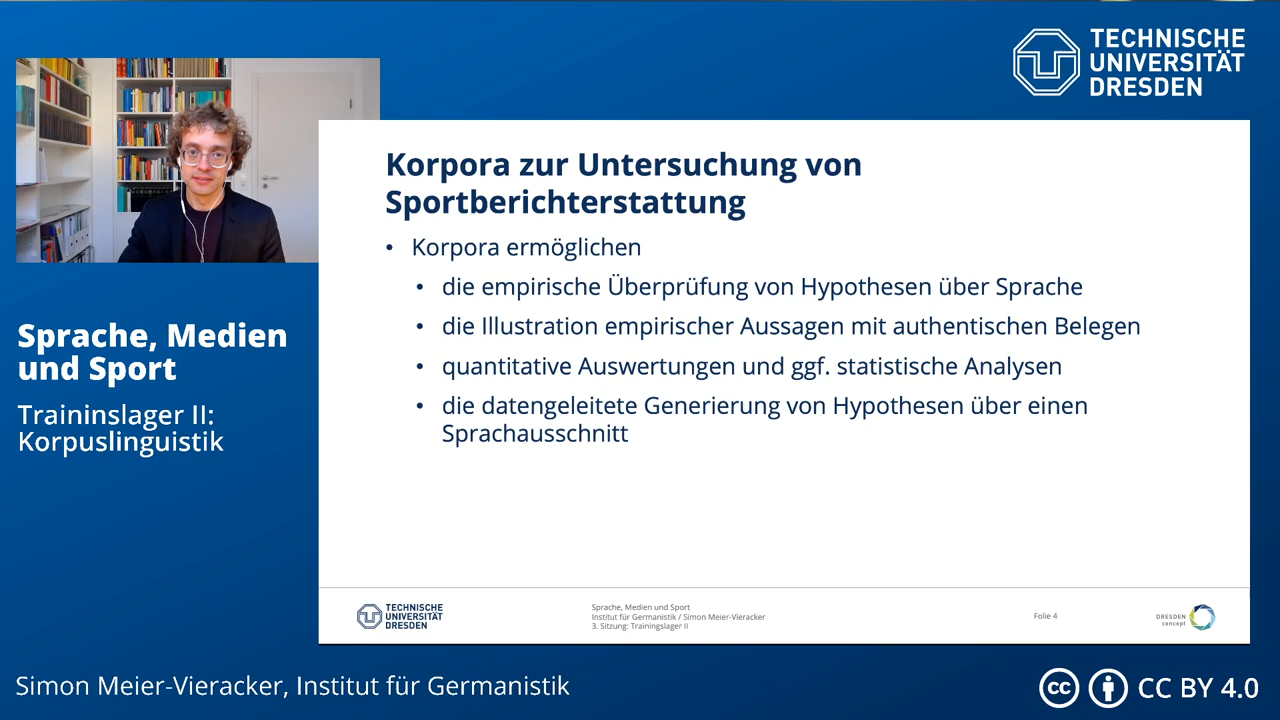 TECHNISCHE
UNIVERSITÄT
DRESDEN
Korpora zur Untersuchung von
Sportberichterstattung
• Korpora ermöglichen
• die empirische Überprüfung von Hypothesen über Sprache
• die Illustration empirischer Aussagen mit authentischen Belegen
• quantitative Auswertungen und ggf. statistische Analysen
• die datengeleitete Generierung von Hypothesen über einen
Sprachausschnitt
Sprache, Medien
und Sport
Traininslager II:
Korpuslinguistik
TECHNISCHE
UNIVERSITÄT
DRESDEN
Sprache, Medien und Sport
Institut für Germanistik / Simon Meier-Vieracker
3. Sitzung: Trainingslager II
Folie 4
DRESDEN
concept
Simon Meier-Vieracker, Institut für Germanistik
cc CC BY 4.0